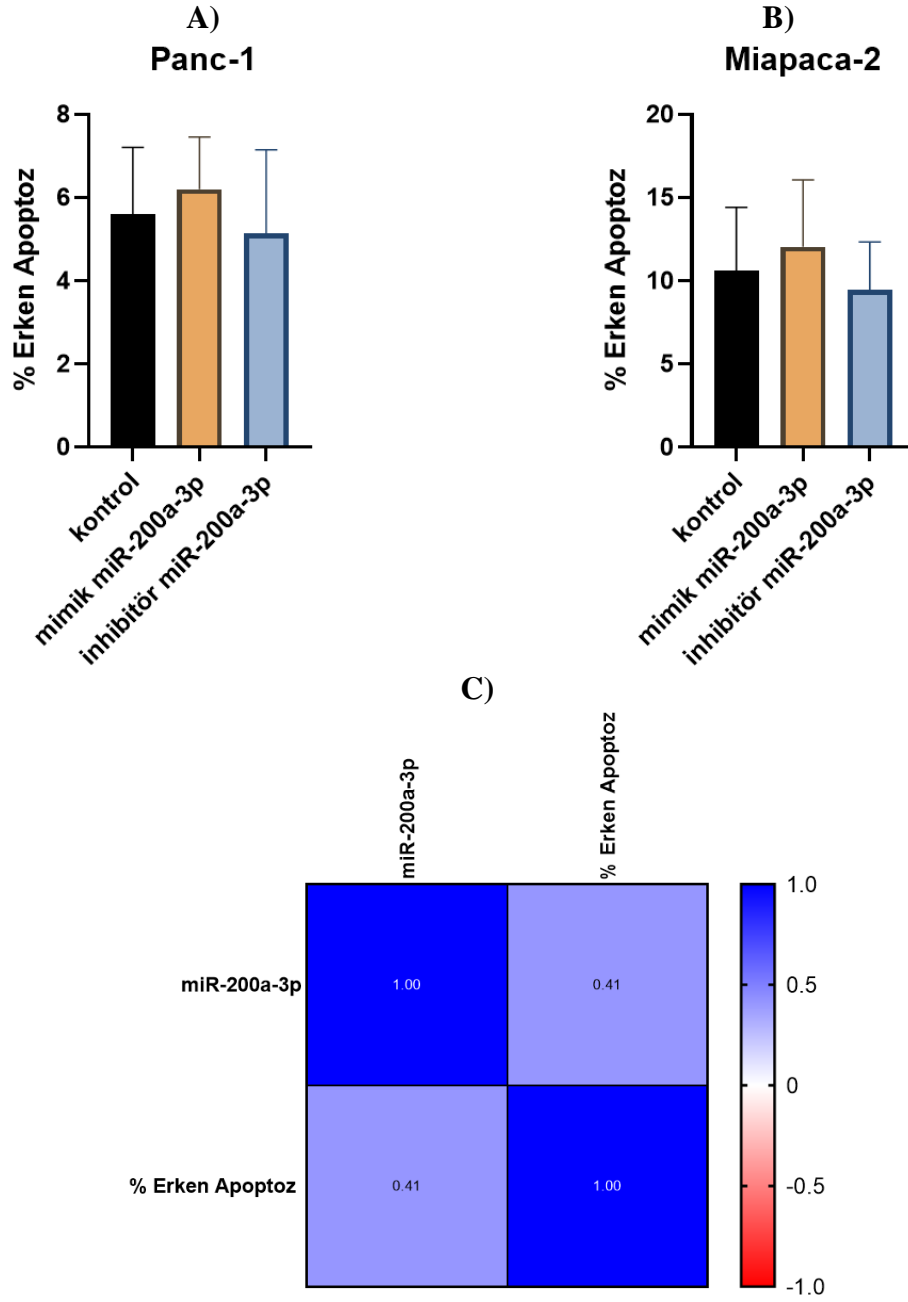 A)
Panc-1
% Erken Apoptoz
8
6
4
2
0
kontrol
mimik miR-200a-3p
inhibitör miR-200a-3p
B)
Miapaca-2
% Erken Apoptoz
20
15
10
5
0
kontrol
mimik miR-200a-3p
inhibitör miR-200a-3p
C)
miR-200a-3p
% Erken Apoptoz
miR-200a-3p
1.00
0.41
% Erken Apoptoz
0.41
1.00
1.0
0.5
0
-0.5
-1.0